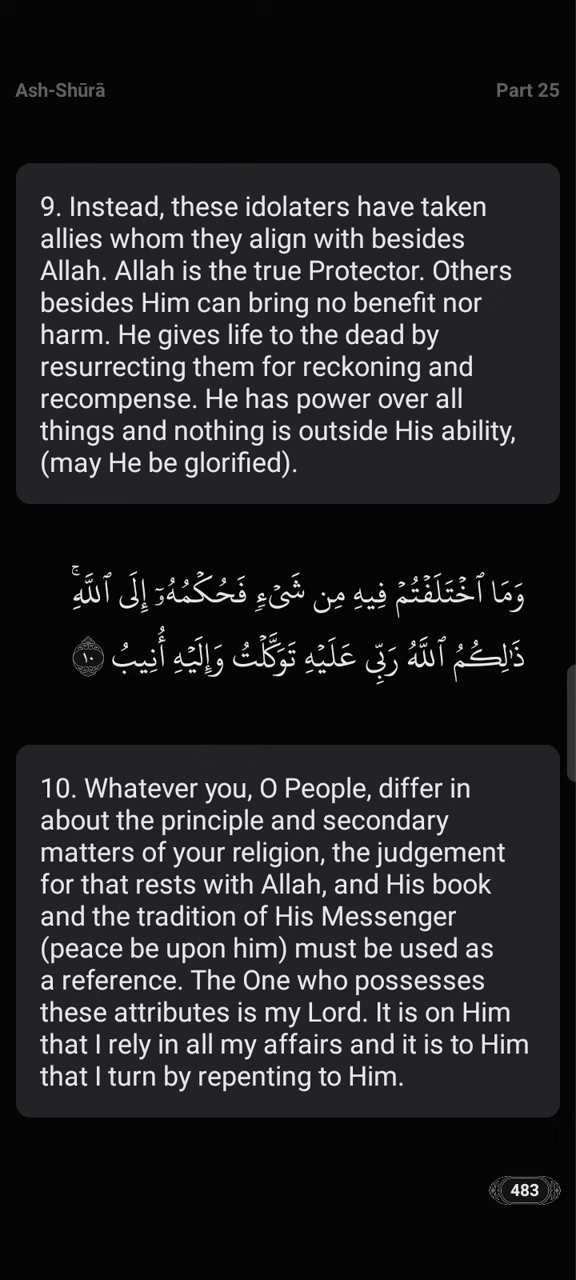 Ash-Shūrā
Part 25
9. Instead, these idolaters have taken
allies whom they align with besides
Allah. Allah is the true Protector. Others
besides Him can bring no benefit nor
harm. He gives life to the dead by
resurrecting them for reckoning and
recompense. He has power over all
things and nothing is outside His ability,
(may He be glorified).
وَمَا ٱخْتَلَفْتُمْ فِيهِ مِن شَىْءٍ فَحُكْمُهُۥٓ إِلَى ٱللَّهِ ۚ
ذَٰلِكُمُ ٱللَّهُ رَبِّى عَلَيْهِ تَوَكَّلْتُ وَإِلَيْهِ أُنِيبُ ١٠
10. Whatever you, O People, differ in
about the principle and secondary
matters of your religion, the judgement
for that rests with Allah, and His book
and the tradition of His Messenger
(peace be upon him) must be used as
a reference. The One who possesses
these attributes is my Lord. It is on Him
that I rely in all my affairs and it is to Him
that I turn by repenting to Him.
483